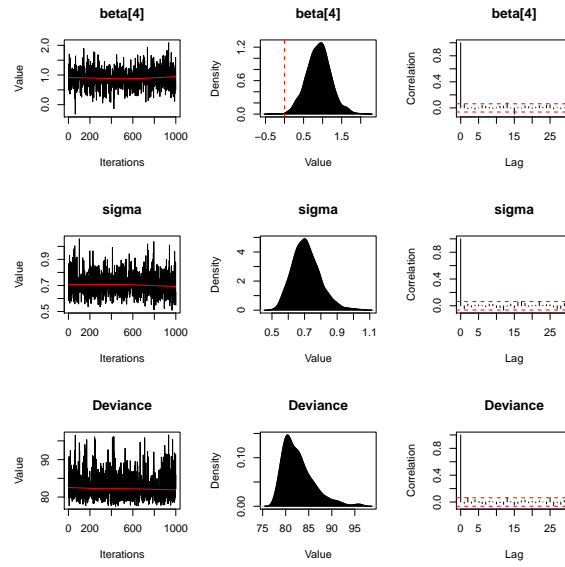 beta[4]
Value
0.0 1.0 2.0
0 200 600 1000
Iterations
beta[4]
Density
0.0 0.6 1.2
−0.5 0.5 1.5
Value
beta[4]
Correlation
0.0 0.4 0.8
0 5 15 25
Lag
sigma
Value
0.5 0.7 0.9
0 200 600 1000
Iterations
sigma
Density
0 2 4
0.5 0.7 0.9 1.1
Value
sigma
Correlation
0.0 0.4 0.8
0 5 15 25
Lag
Deviance
Value
80 90
0 200 600 1000
Iterations
Deviance
Density
0.00 0.10
75 80 85 90 95
Value
Deviance
Correlation
0.0 0.4 0.8
0 5 15 25
Lag